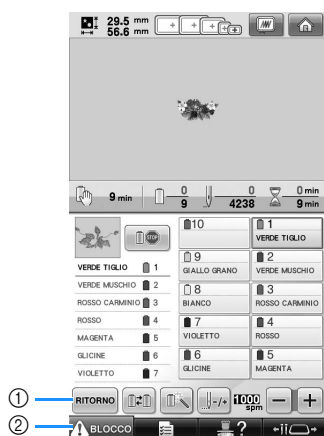 29.5 mm
56.6 mm
9 min
0
9
0
4238
0 min
9 min
10
1
VERDE TIGLIO
9
GIALLO GRANO
2
VERDE MUSCHIO
8
BIANCO
3
ROSSO CARMINIO
7
VIOLETTO
4
ROSSO
6
GLICINE
5
MAGENTA
STOP
VERDE TIGLIO 1
VERDE MUSCHIO 2
ROSSO CARMINIO 3
ROSSO 4
MAGENTA 5
GLICINE 6
VIOLETTO 7
① RITORNO -/+ 1000 spm − +
② BLOCCO ?